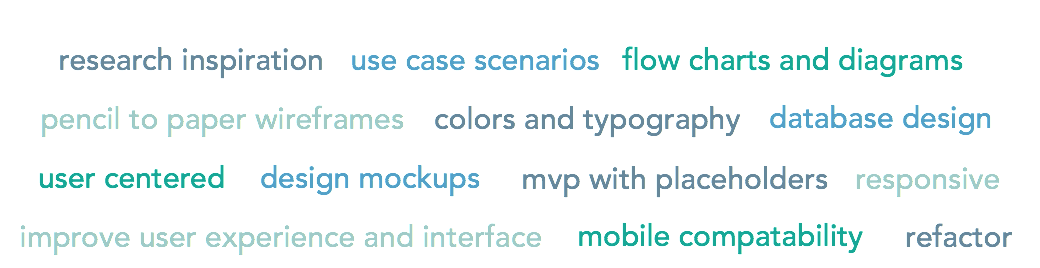 research inspiration use case scenarios flow charts and diagrams
pencil to paper wireframes colors and typography database design
user centered design mockups mvp with placeholders responsive
improve user experience and interface mobile compatability refactor